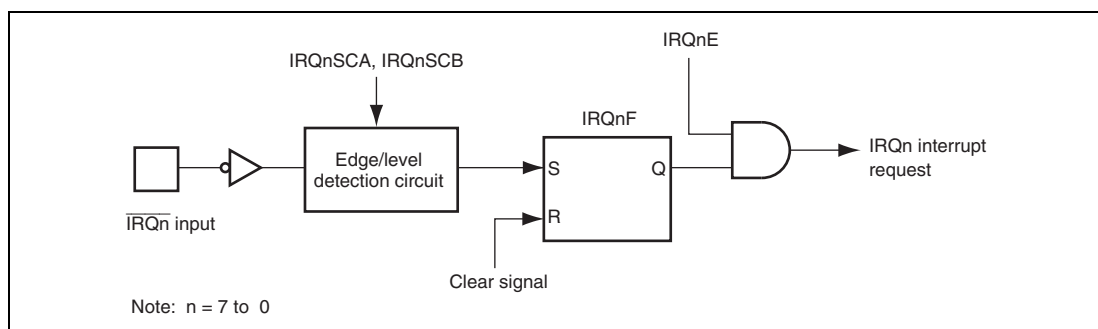 IRQnE
IRQnSCA, IRQnSCB
IRQnF
Edge/level
detection circuit
S
Q
IRQn interrupt
request
R
IRQn input
Clear signal
Note: n = 7 to 0